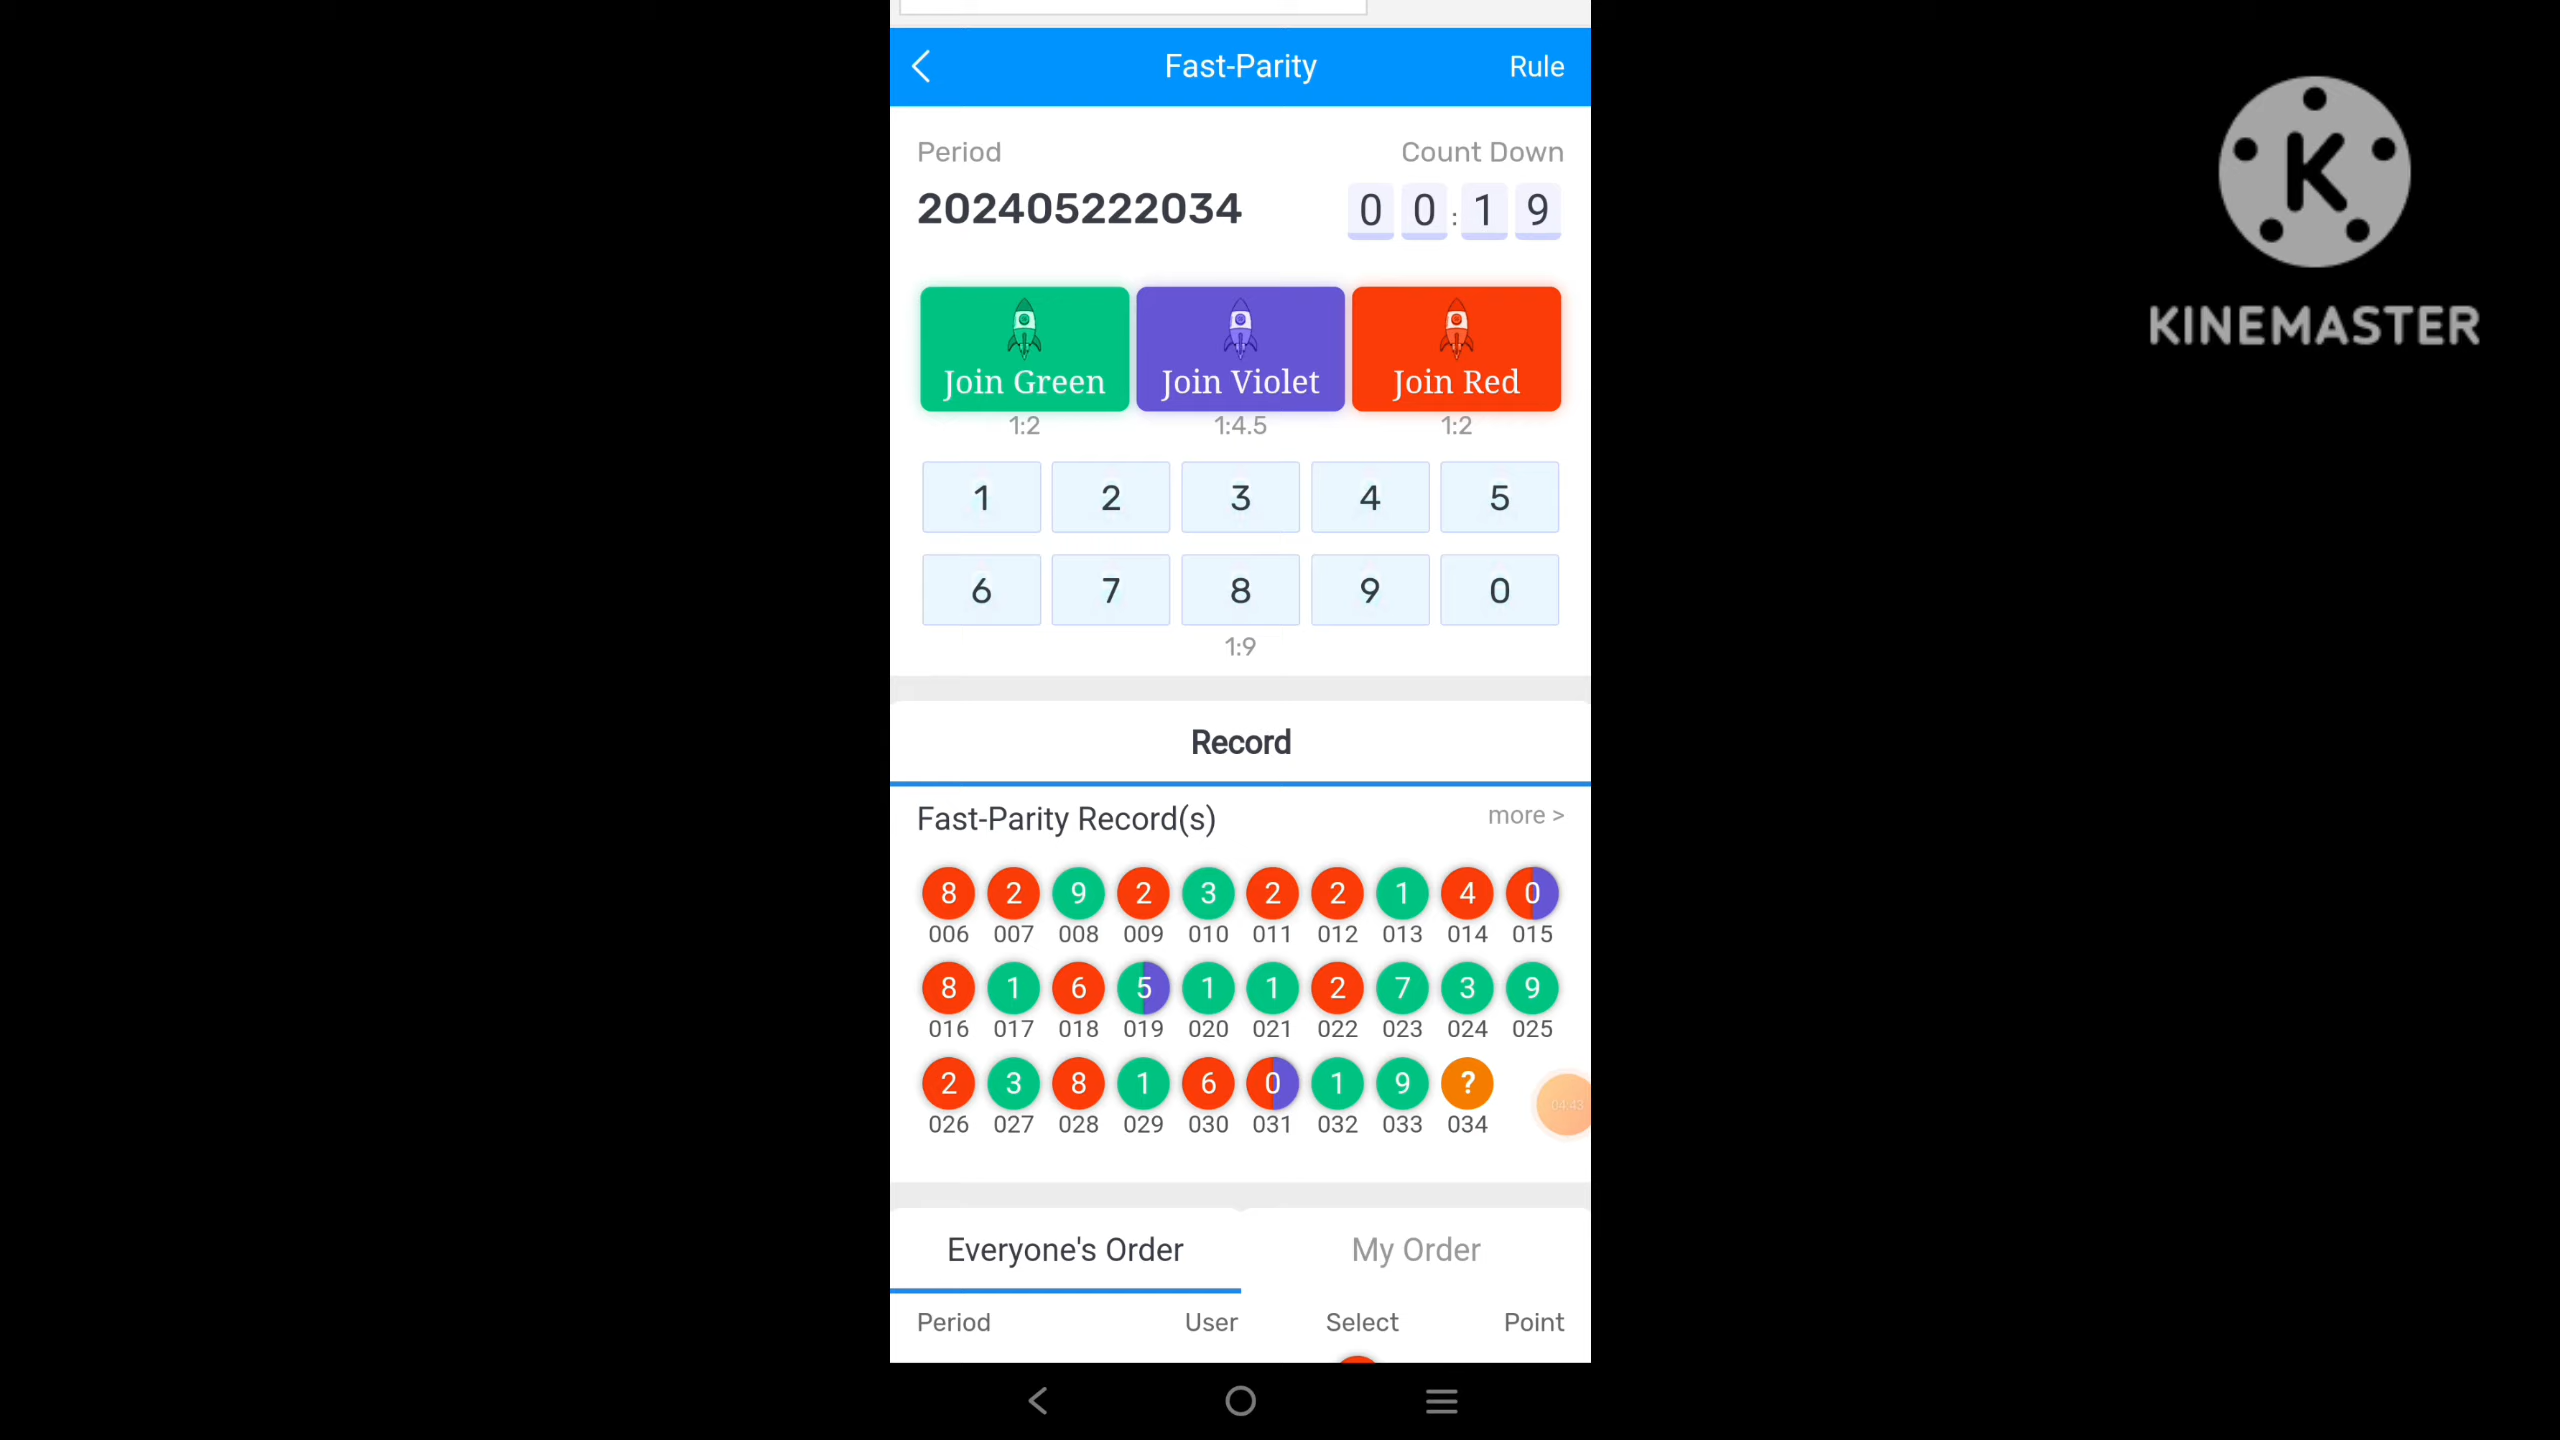 Fast-Parity Rule
Period Count Down
202405222034 00:19
Join Green Join Violet Join Red
1:2 1:4.5 1:2
1 2 3 4 5
6 7 8 9 0
1:9
Record
Fast-Parity Record(s) more >
8 2 9 2 3 2 2 1 4 0
006 007 008 009 010 011 012 013 014 015
8 1 6 5 1 1 2 7 3 9
016 017 018 019 020 021 022 023 024 025
2 3 8 1 6 0 1 9 ?
04:43
026 027 028 029 030 031 032 033 034
Everyone's Order My Order
Period User Select Point
K
KINEMASTER